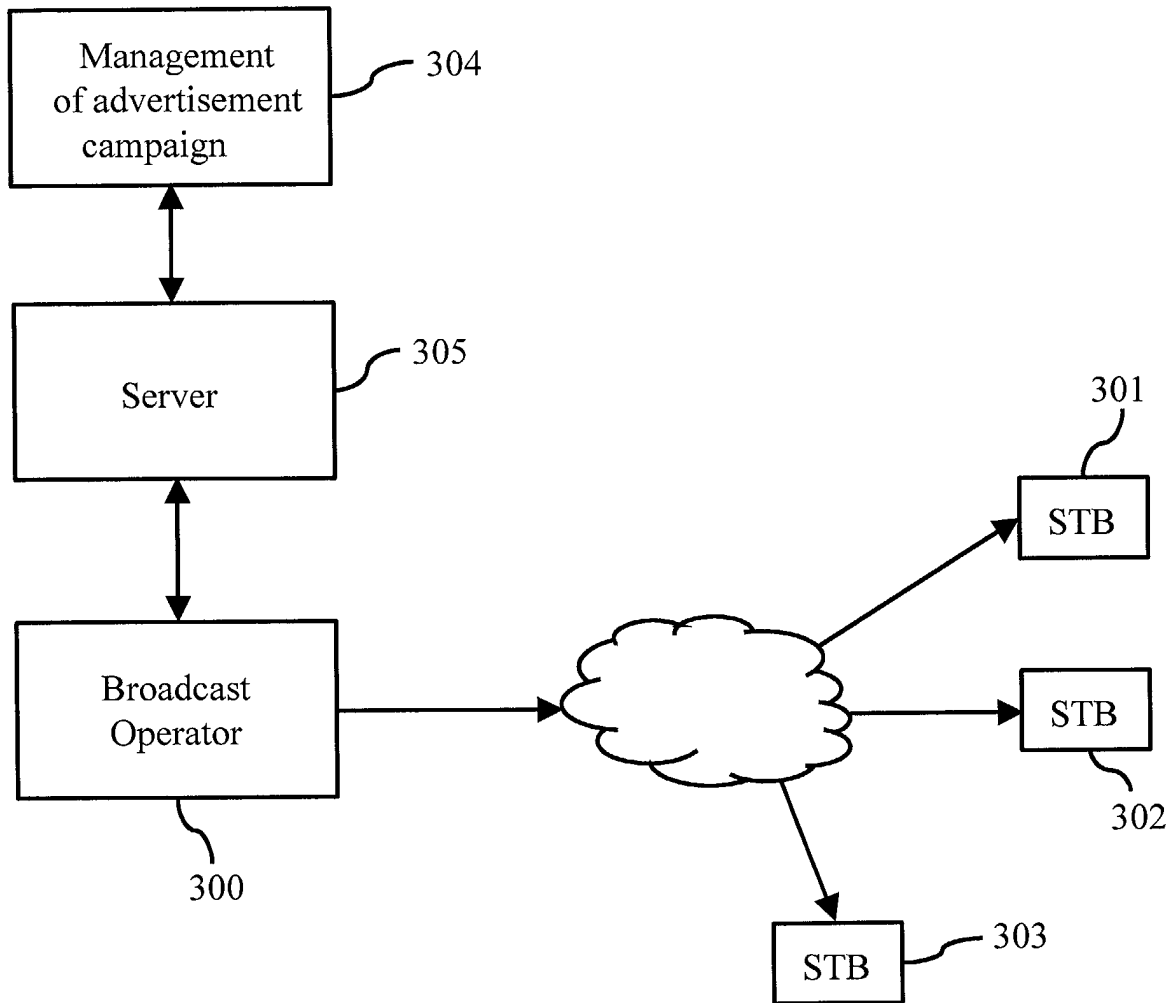 Management
of advertisement
campaign
304
Server
305
301
STB
Broadcast
Operator
STB
302
300
STB
303